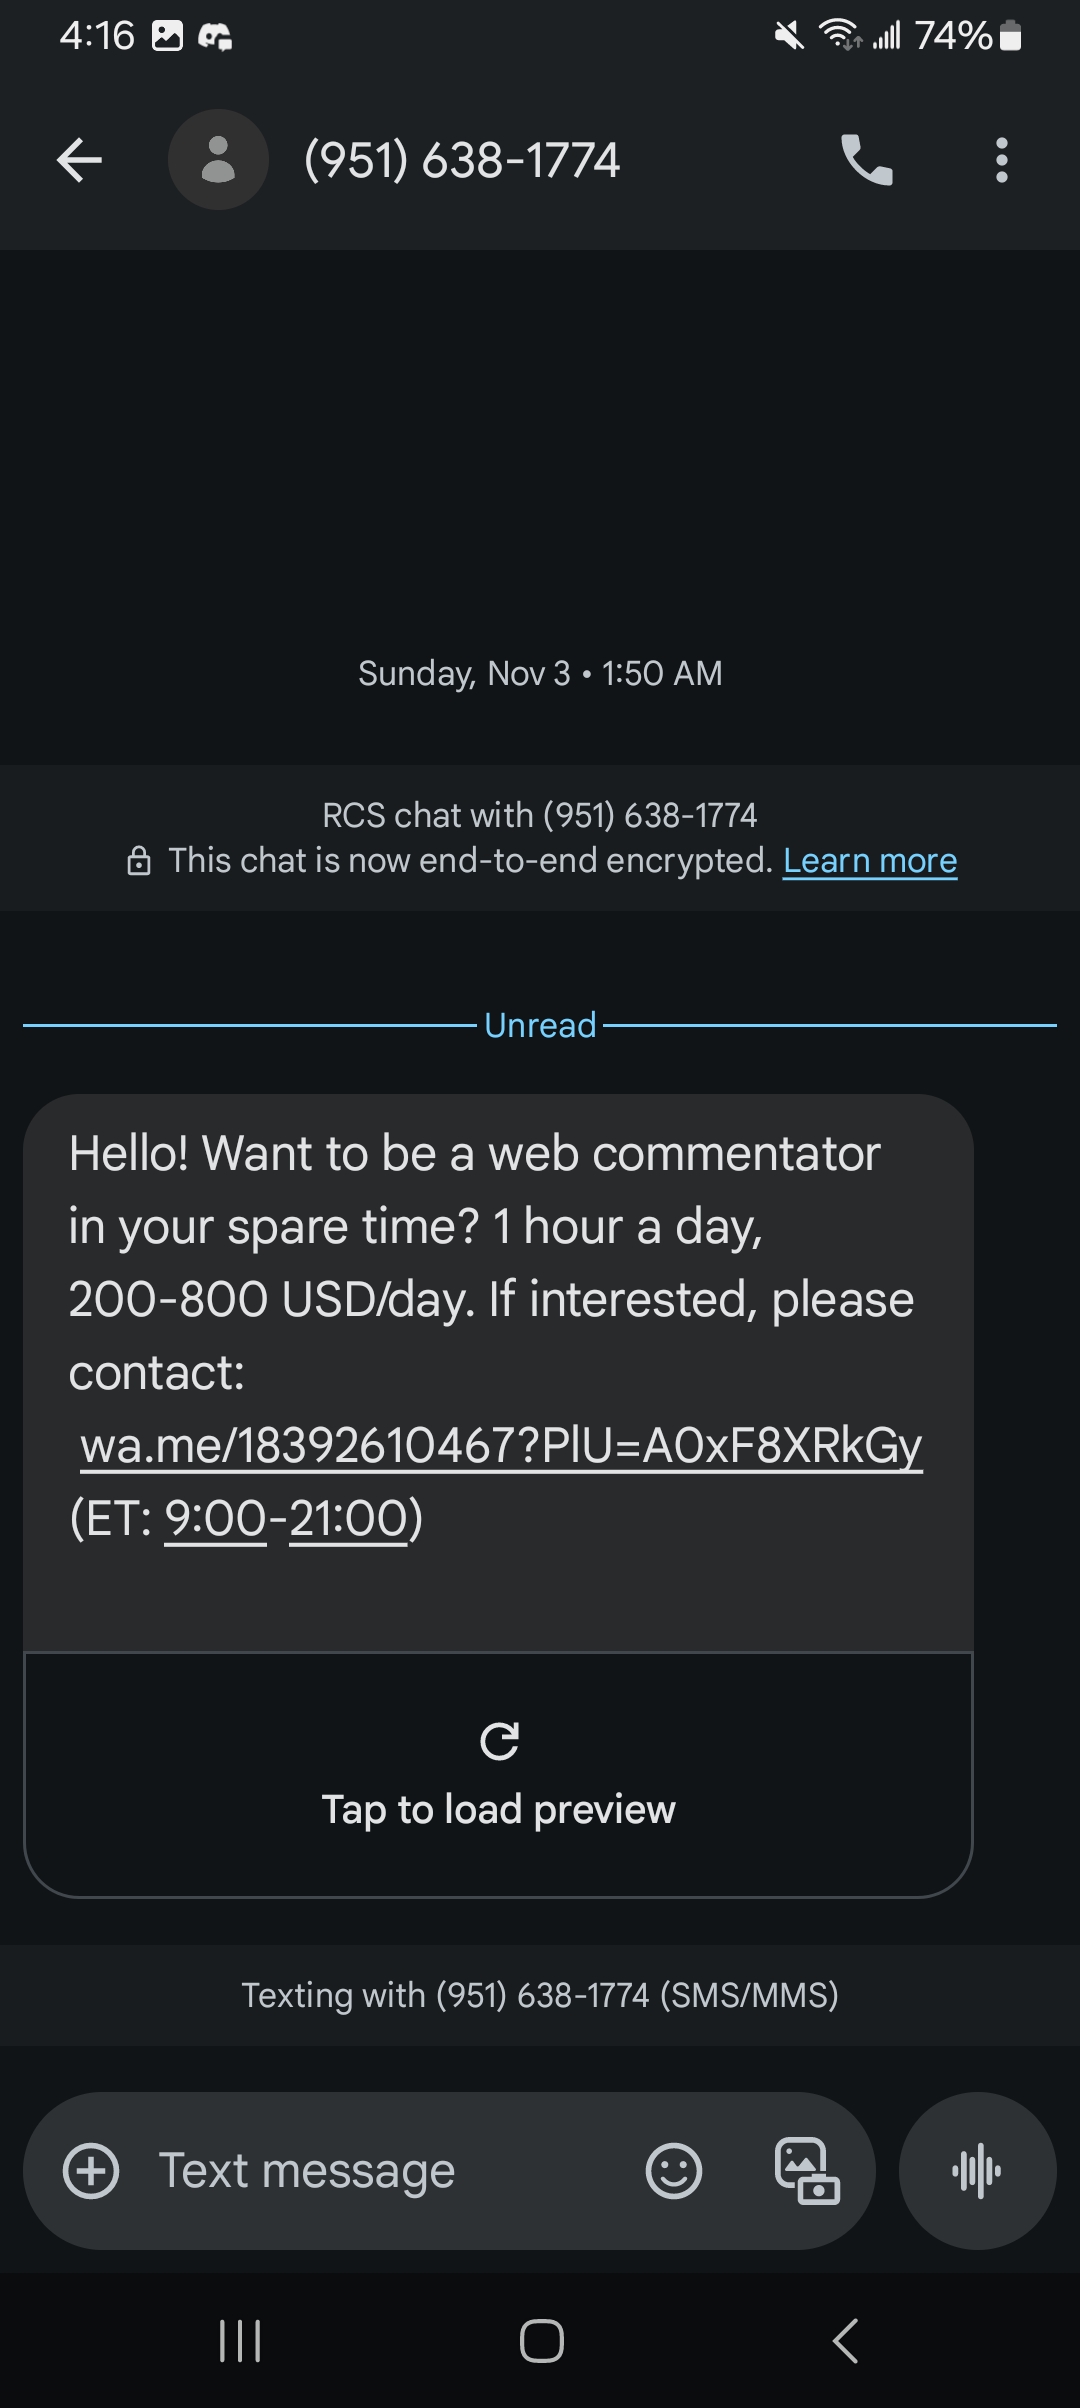 4:16 74%
(951) 638-1774
Sunday, Nov 3 • 1:50 AM
RCS chat with (951) 638-1774
This chat is now end-to-end encrypted. Learn more
Unread
Hello! Want to be a web commentator
in your spare time? 1 hour a day,
200-800 USD/day. If interested, please
contact:
wa.me/18392610467?PlU=A0xF8XRkGy
(ET: 9:00-21:00)
Tap to load preview
Texting with (951) 638-1774 (SMS/MMS)
Text message